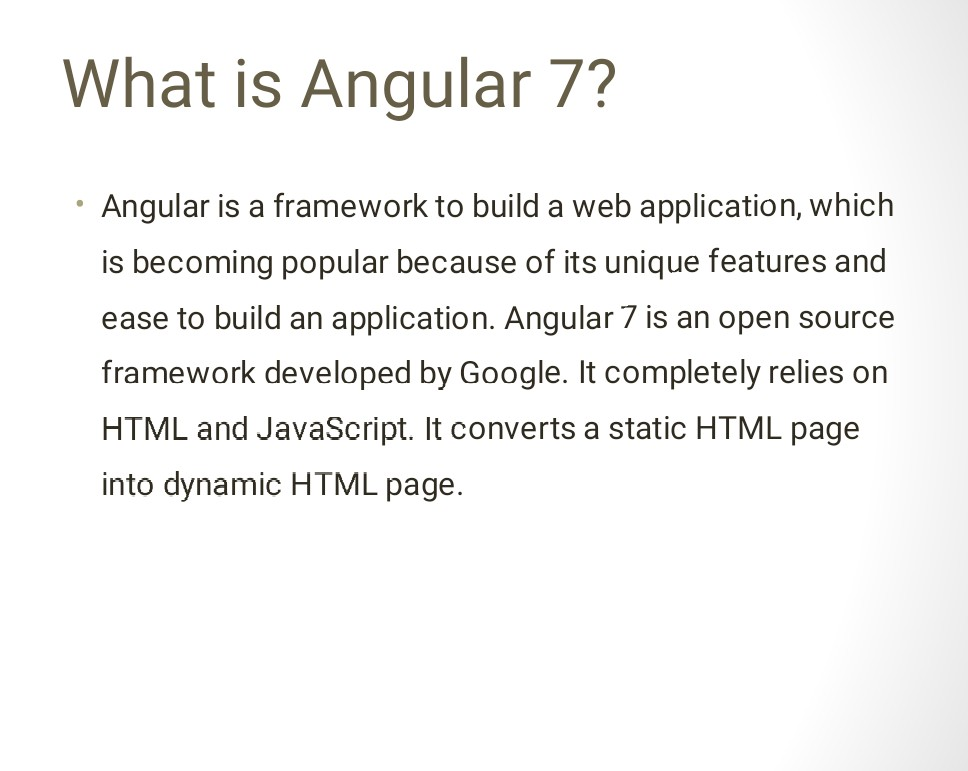 What is Angular 7?
• Angular is a framework to build a web application, which
is becoming popular because of its unique features and
ease to build an application. Angular 7 is an open source
framework developed by Google. It completely relies on
HTML and JavaScript. It converts a static HTML page
into dynamic HTML page.